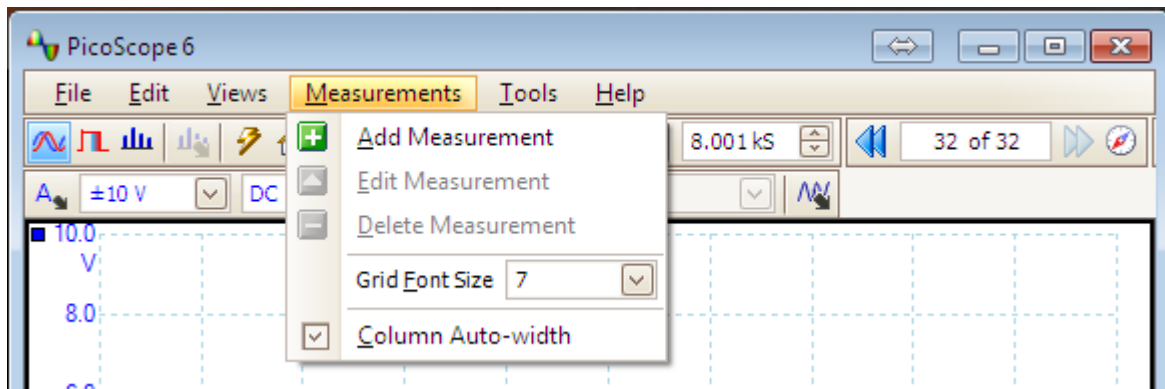 PicoScope 6
File Edit Views Measurements Tools Help
Add Measurement
8.001 kS
32 of 32
Edit Measurement
A ±10 V DC
Delete Measurement
10.0
V
Grid Font Size 7
8.0
Column Auto-width